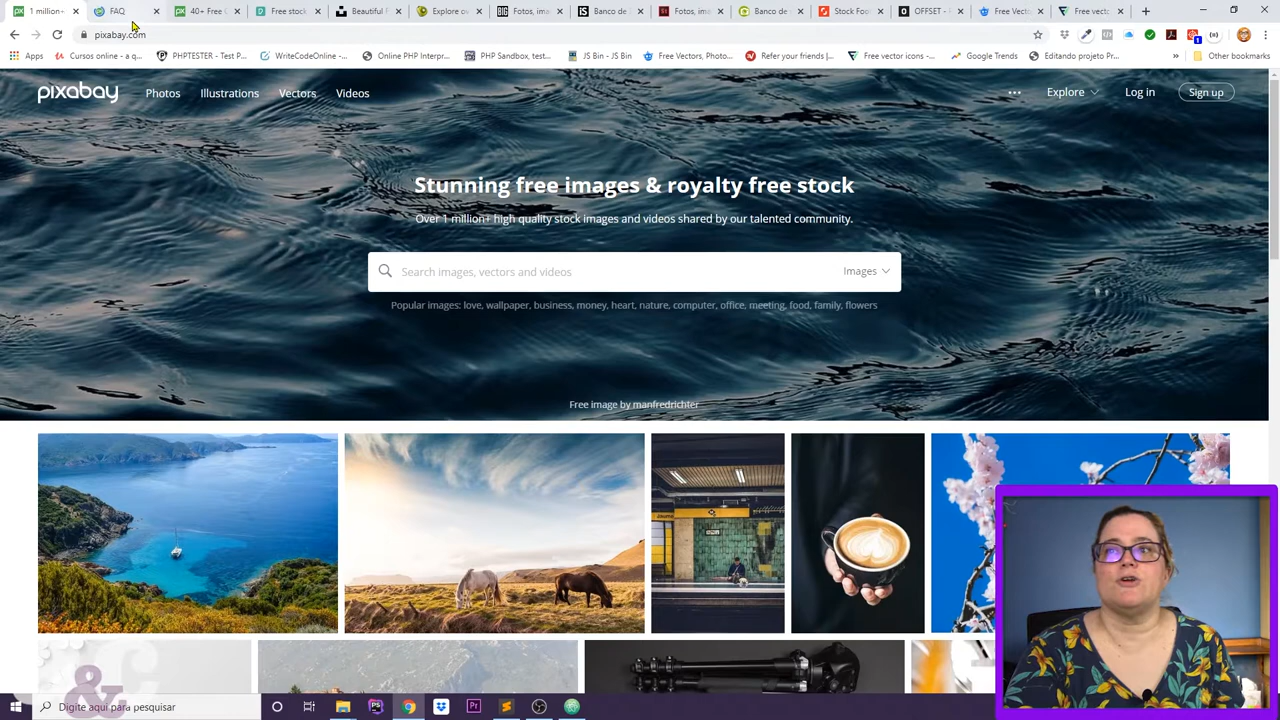 1 million+
FAQ
40+ Free
Free stock
Beautiful F
Explore ov
Fotos, ima
Banco de
Fotos, ima
Banco de
Stock Foo
OFFSET -
Free Vecto
Free vecto
pixabay.com
Apps
Cursos online - a q...
PHPTESTER - Test P...
WriteCodeOnline/...
Online PHP Interpr...
PHP Sandbox, test...
JS Bin - JS Bin
Free Vectors, Photo...
Refer your friends |...
Free vector icons -...
Google Trends
Editando projeto Pr...
Other bookmarks
pixabay
Photos
Illustrations
Vectors
Videos
Explore
Log in
Sign up
Stunning free images & royalty free stock
Over 1 million+ high quality stock images and videos shared by our talented community.
Search images, vectors and videos
Images
Popular images: love, wallpaper, business, money, heart, nature, computer, office, meeting, food, family, flowers
Free image by manfredrichter
&C
Digite aqui para pesquisar